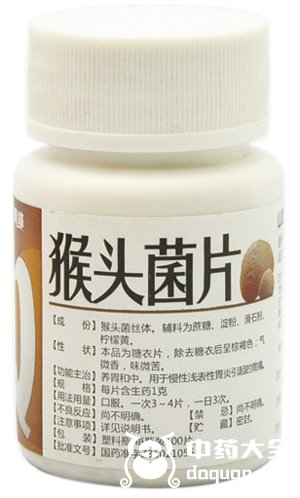 猴头菌片
【成    份】 猴头菌丝体。辅料为蔗糖、淀粉、滑石粉、
柠檬黄。
【性    状】 本品为糖衣片，除去糖衣后呈棕褐色；气
微香，味微苦。
【功能主治】 养胃和中。用于慢性浅表性胃炎引起的胃痛。
【规    格】 每片含生药1克
【用法用量】 口服。一次3～4片，一日3次。
【不良反应】 尚不明确。 【禁    忌】 尚不明确。
【注意事项】 详见说明书。 【贮    藏】 密封。
【包    装】 塑料瓶
【批准文号】 国药准字
中药大全
daquan